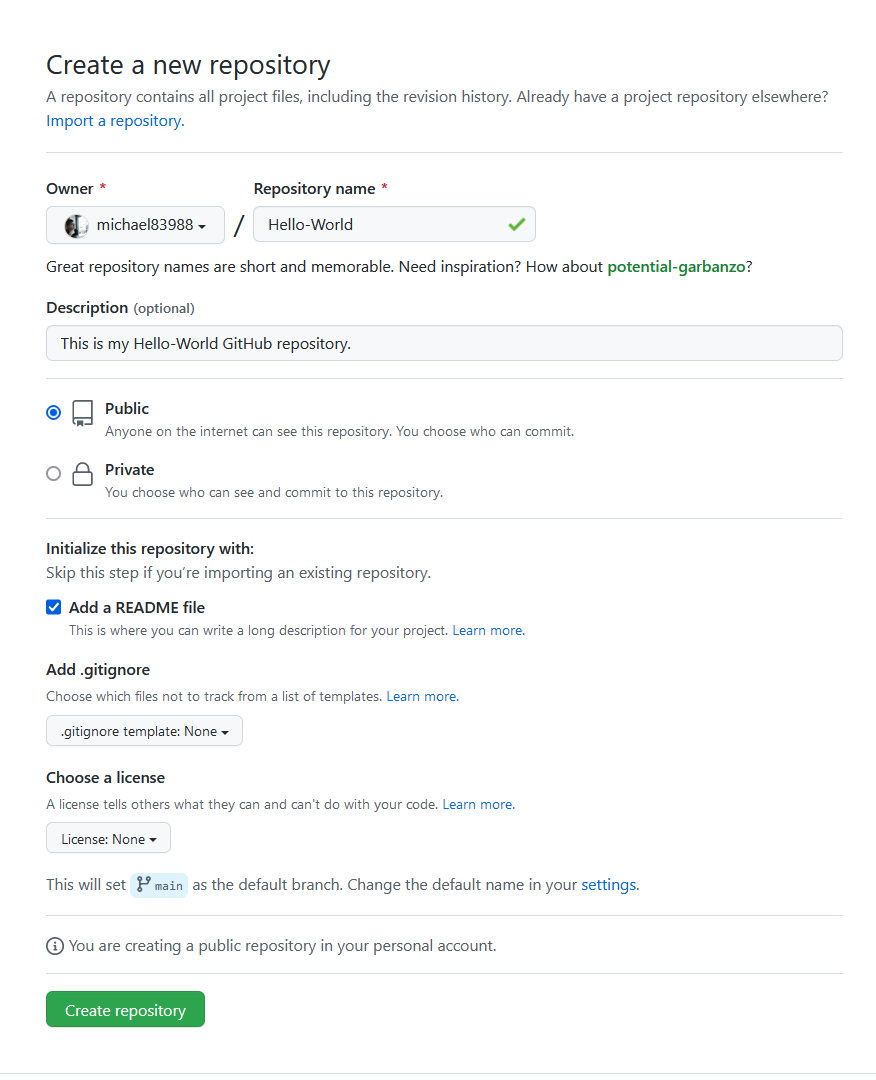 Create a new repository
A repository contains all project files, including the revision history. Already have a project repository elsewhere?
Import a repository.
Owner *
Repository name *
michael83988
/
Hello-World
Great repository names are short and memorable. Need inspiration? How about potential-garbanzo?
Description (optional)
This is my Hello-World GitHub repository.
Public
Anyone on the internet can see this repository. You choose who can commit.
Private
You choose who can see and commit to this repository.
Initialize this repository with:
Skip this step if you’re importing an existing repository.
Add a README file
This is where you can write a long description for your project. Learn more.
Add .gitignore
Choose which files not to track from a list of templates. Learn more.
.gitignore template: None
Choose a license
A license tells others what they can and can't do with your code. Learn more.
License: None
This will set main as the default branch. Change the default name in your settings.
You are creating a public repository in your personal account.
Create repository